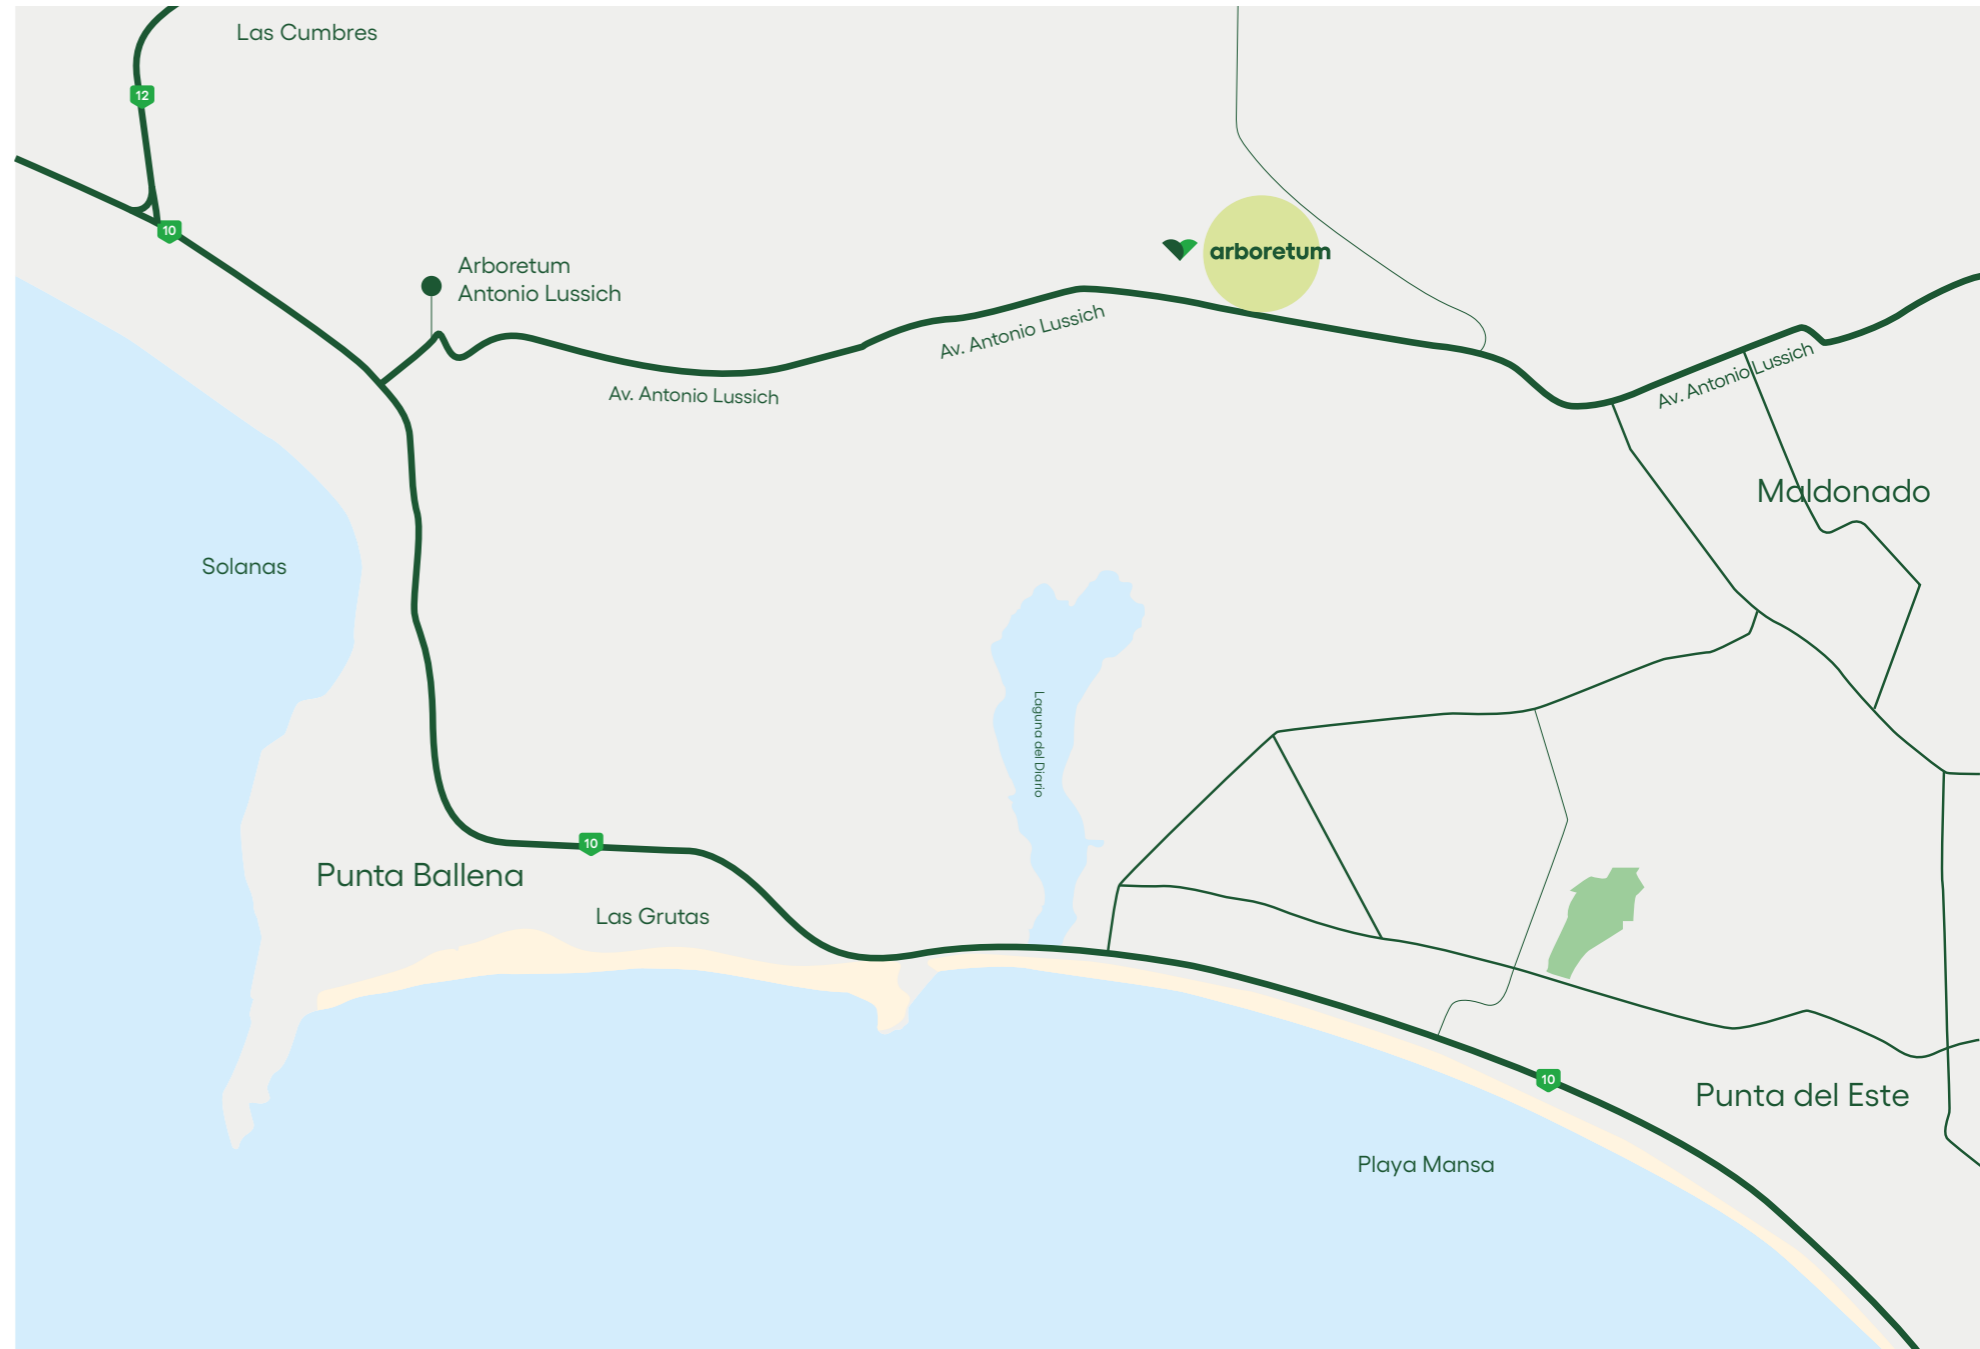 Las Cumbres
12
10
Arboretum
Antonio Lussich
arboretum
Av. Antonio Lussich
Av. Antonio Lussich
Av. Antonio Lussich
Maldonado
Solanas
Laguna del Diario
10
Punta Ballena
Las Grutas
10
Punta del Este
Playa Mansa